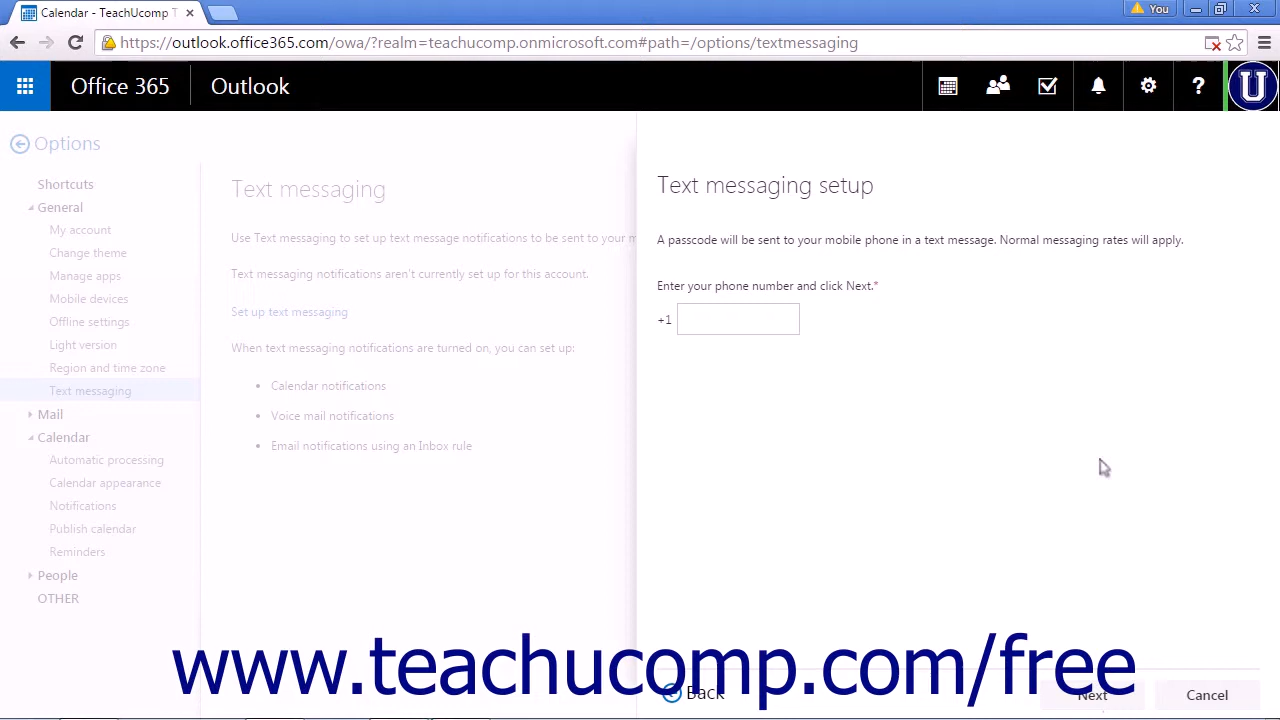 Calendar - TeachUcomp T
You
https://outlook.office365.com/owa/?realm=teachucomp.onmicrosoft.com#path=/options/textmessaging
Office 365
Outlook
?
U
Options
Shortcuts
General
My account
Change theme
Manage apps
Mobile devices
Offline settings
Light version
Region and time zone
Text messaging
Mail
Calendar
Automatic processing
Calendar appearance
Notifications
Publish calendar
Reminders
People
OTHER
Text messaging
Use Text messaging to set up text message notifications to be sent to your m
Text messaging notifications aren't currently set up for this account.
Set up text messaging
When text messaging notifications are turned on, you can set up:
• Calendar notifications
• Voice mail notifications
• Email notifications using an Inbox rule
Text messaging setup
A passcode will be sent to your mobile phone in a text message. Normal messaging rates will apply.
Enter your phone number and click Next.*
+1
Back
Next
Cancel
www.teachucomp.com/free